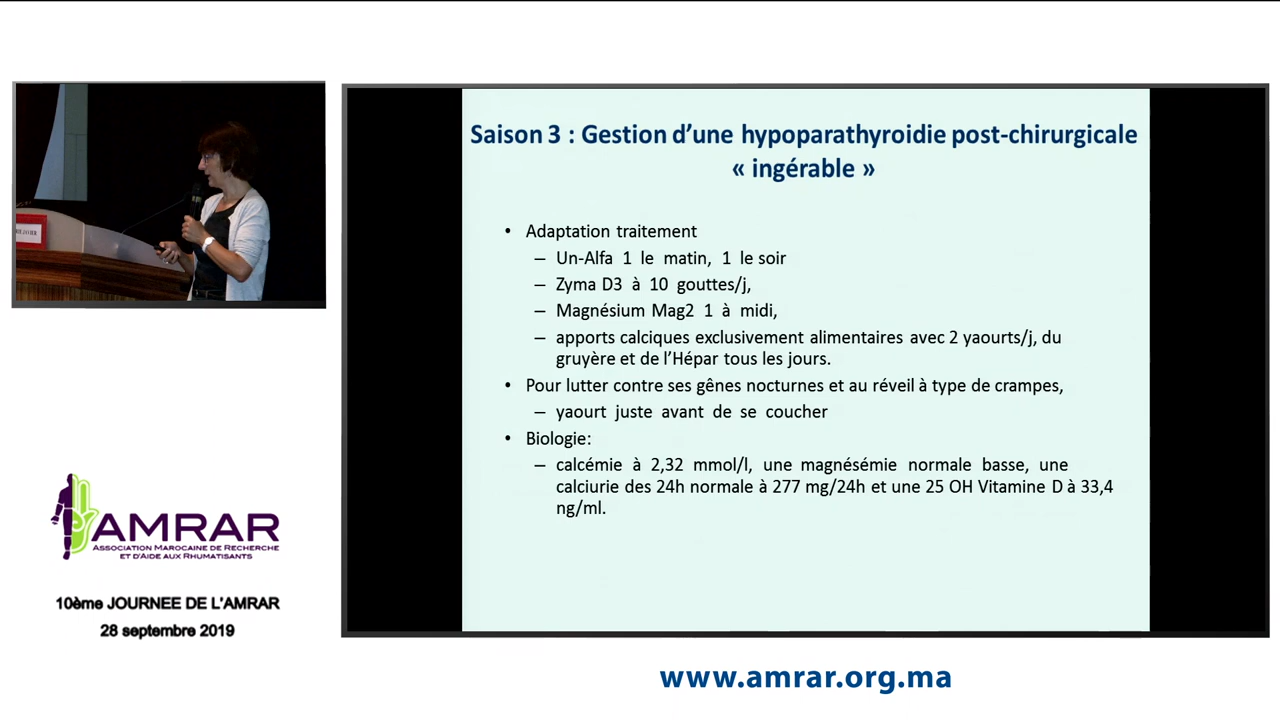 Saison 3 : Gestion d’une hypoparathyroidie post-chirurgicale
« ingérable »
• Adaptation traitement
– Un-Alfa 1 le matin, 1 le soir
– Zyma D3 à 10 gouttes/j,
– Magnésium Mag2 1 à midi,
– apports calciques exclusivement alimentaires avec 2 yaourts/j, du
gruyère et de l’Hépar tous les jours.
• Pour lutter contre ses gênes nocturnes et au réveil à type de crampes,
– yaourt juste avant de se coucher
• Biologie:
– calcémie à 2,32 mmol/l, une magnésémie normale basse, une
calciurie des 24h normale à 277 mg/24h et une 25 OH Vitamine D à 33,4
ng/ml.
AMRAR
ASSOCIATION MAROCAINE DE RECHERCHE
ET D’AIDE AUX RHUMATISANTS
10ème JOURNEE DE L’AMRAR
28 septembre 2019
www.amrar.org.ma